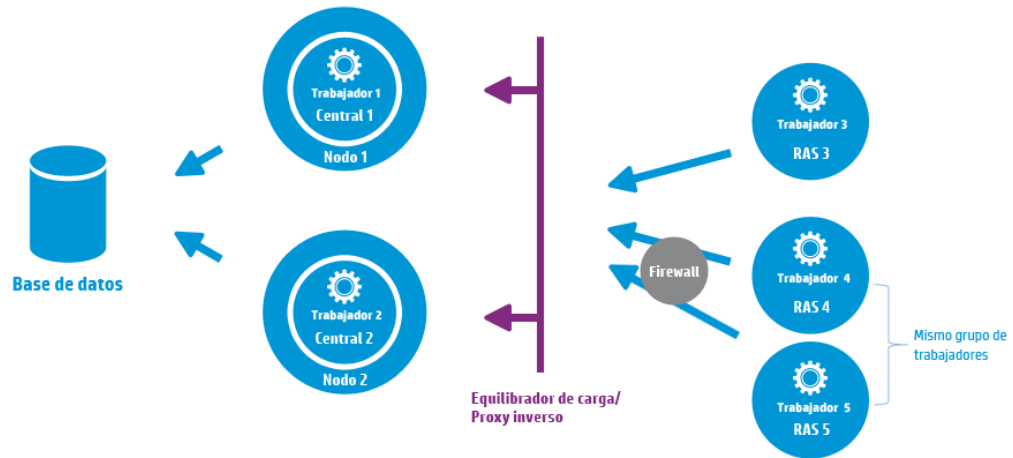 Trabajador 1
Central 1
Nodo 1
Base de datos
Trabajador 2
Central 2
Nodo 2
Equilibrador de carga/
Proxy inverso
Firewall
Trabajador 3
RAS 3
Trabajador 4
RAS 4
Trabajador 5
RAS 5
Mismo grupo de
trabajadores